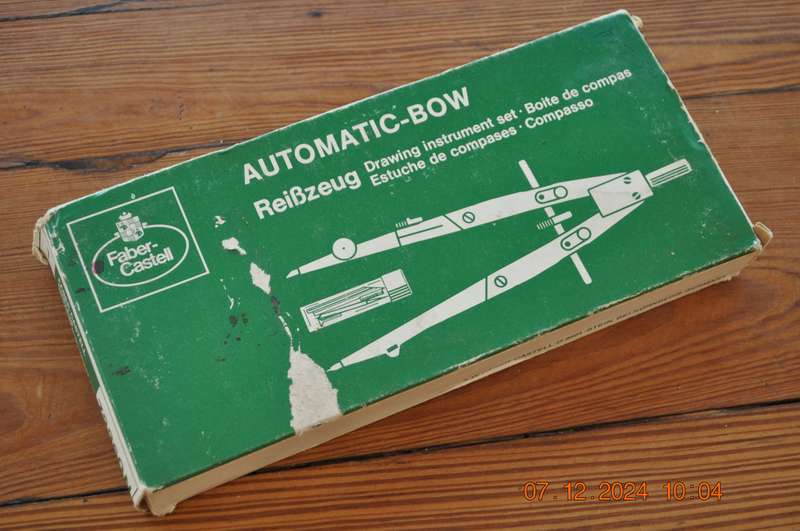 AUTOMATIC-BOW
Reißzeug
Drawing instrument set · Boite de compas
Estuche de compases · Compasso
Faber-
Castell
07.12.2024 10:04